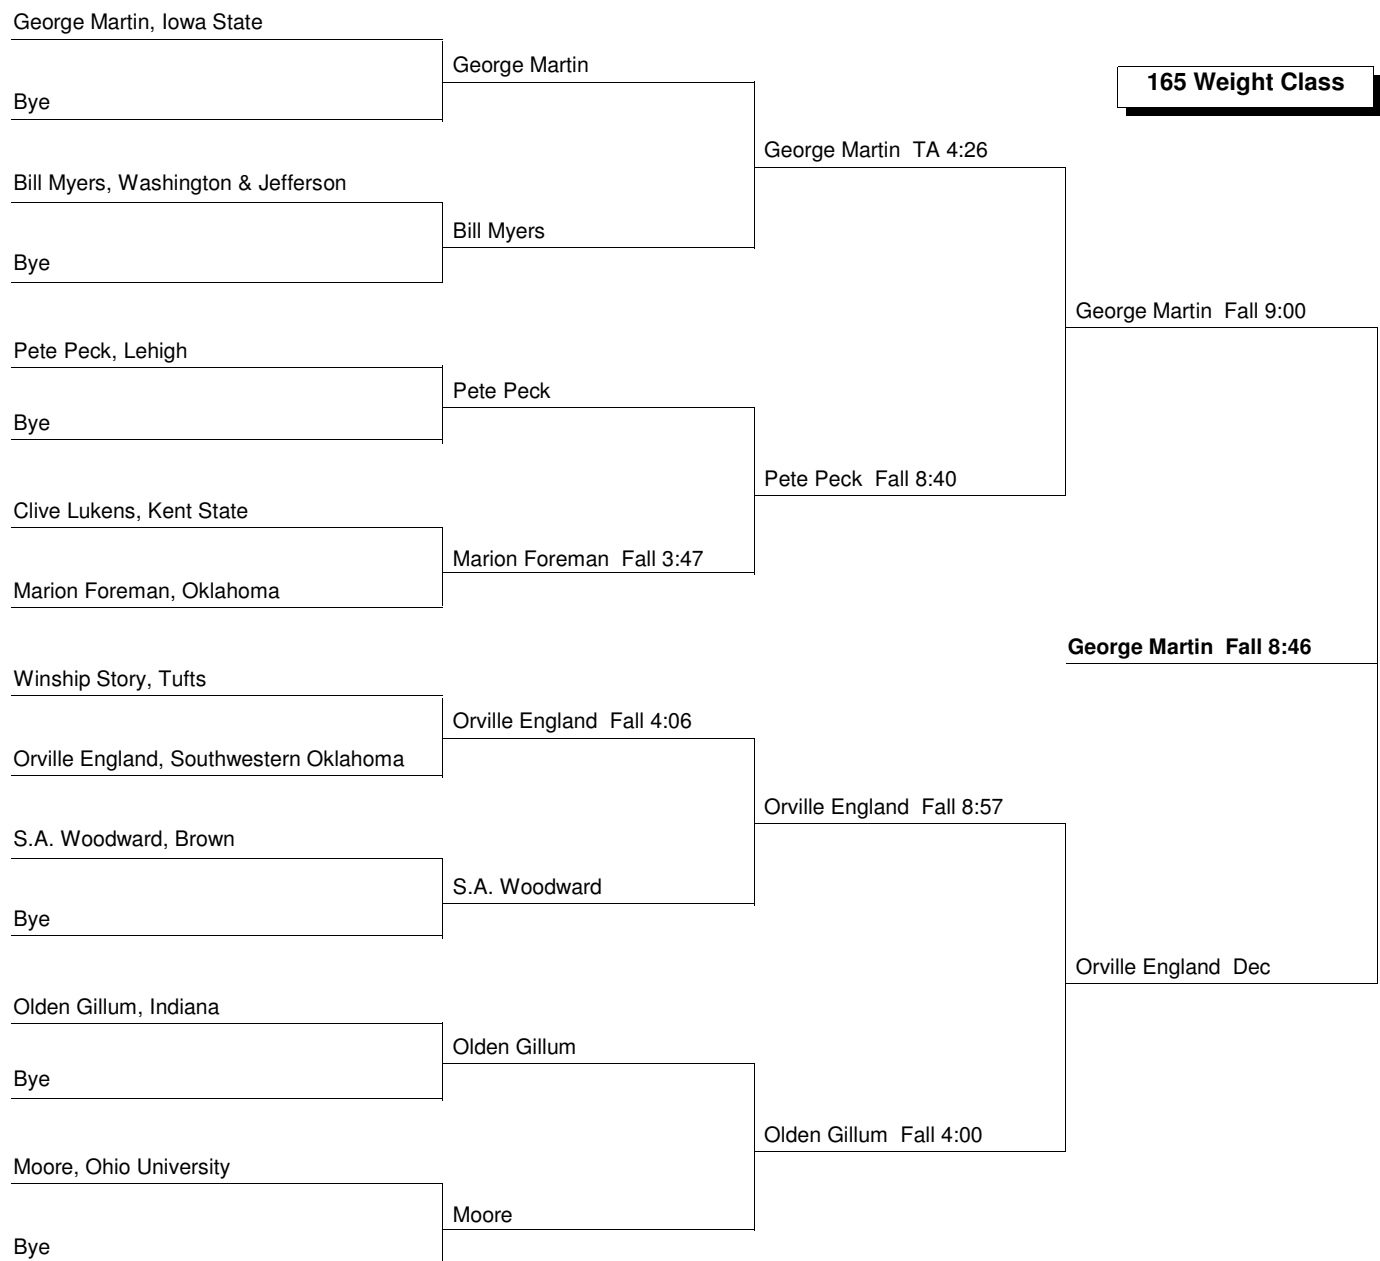 George Martin, Iowa State
George Martin
165 Weight Class
Bye
George Martin  TA 4:26
Bill Myers, Washington & Jefferson
Bill Myers
Bye
George Martin  Fall 9:00
Pete Peck, Lehigh
Pete Peck
Bye
Pete Peck  Fall 8:40
Clive Lukens, Kent State
Marion Foreman  Fall 3:47
Marion Foreman, Oklahoma
George Martin  Fall 8:46
Winship Story, Tufts
Orville England  Fall 4:06
Orville England, Southwestern Oklahoma
Orville England  Fall 8:57
S.A. Woodward, Brown
S.A. Woodward
Bye
Orville England  Dec
Olden Gillum, Indiana
Olden Gillum
Bye
Olden Gillum  Fall 4:00
Moore, Ohio University
Moore
Bye